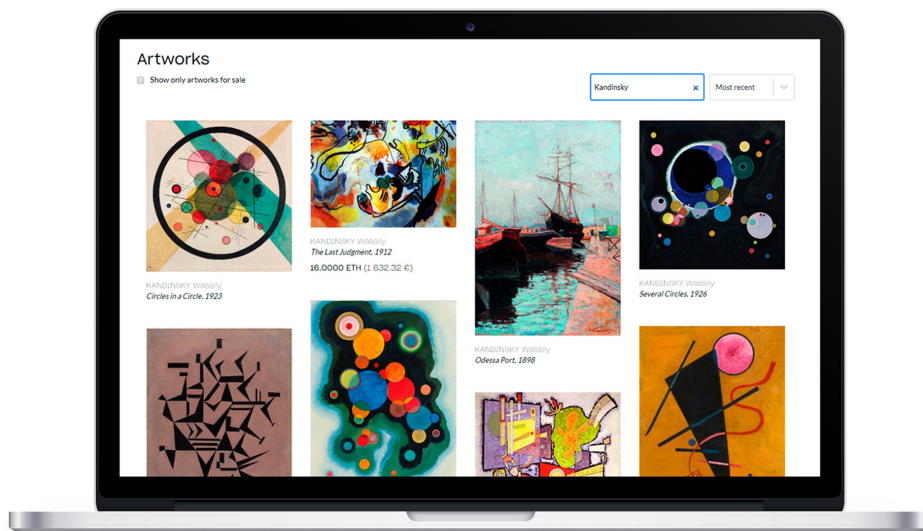 Artworks
Show only artworks for sale
Kandinsky
Most recent
KANDINSKY Wassily
Circles in a Circle, 1923
KANDINSKY Wassily
The Last Judgment, 1912
16.0000 ETH (1 632.32 €)
KANDINSKY Wassily
Odessa Port, 1898
KANDINSKY Wassily
Several Circles, 1926